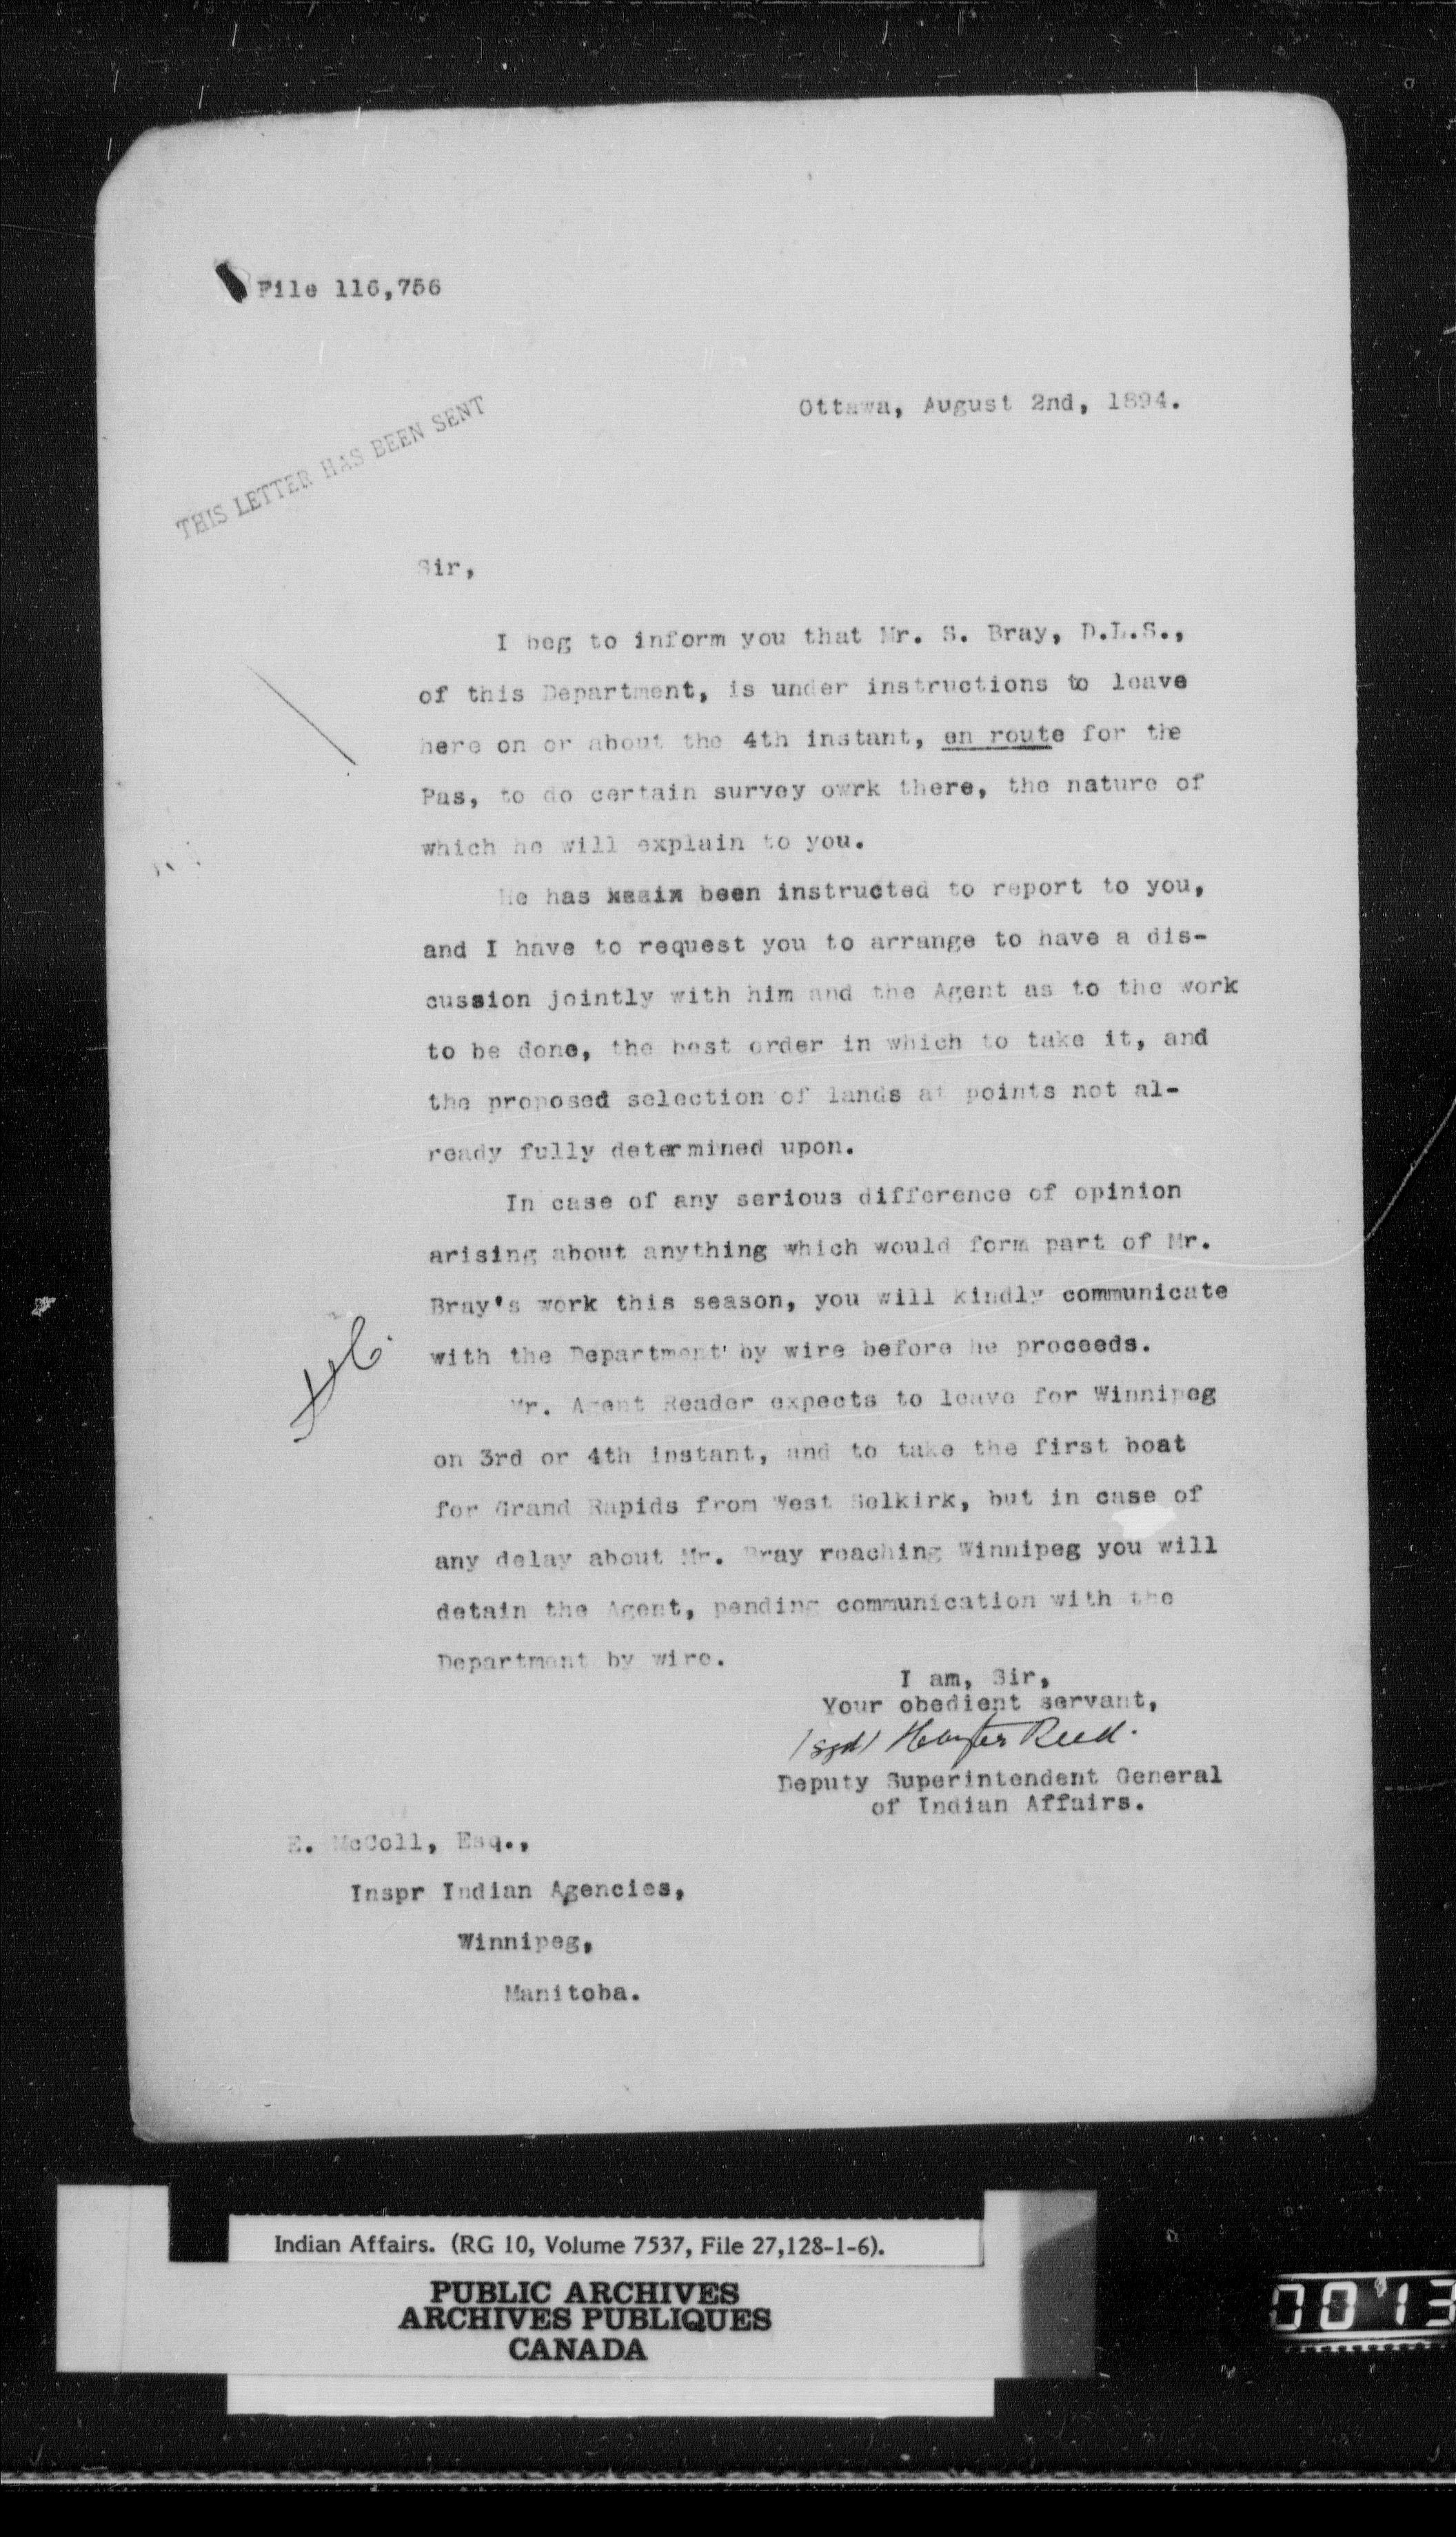 File 116,756
Ottawa, August 2nd, 1894.
THIS LETTER HAS BEEN SENT
Sir,
I beg to inform you that Mr. S. Bray, D.L.S.,
of this Department, is under instructions to leave
here on or about the 4th instant, en route for the
Pas, to do certain survey owrk there, the nature of
which he will explain to you.
He has been instructed to report to you,
and I have to request you to arrange to have a dis-
cussion jointly with him and the Agent as to the work
to be done, the best order in which to take it, and
the proposed selection of lands at points not al-
ready fully determined upon.
In case of any serious difference of opinion
arising about anything which would form part of Mr.
Bray's work this season, you will kindly communicate
with the Department by wire before he proceeds.
Mr. Agent Reader expects to leave for Winnipeg
on 3rd or 4th instant, and to take the first boat
for Grand Rapids from West Selkirk, but in case of
any delay about Mr. Bray reaching Winnipeg you will
detain the Agent, pending communication with the
Department by wire.
I am, Sir,
Your obedient servant,
(sgd) Hayter Reed.
Deputy Superintendent General
of Indian Affairs.
E. McColl, Esq.,
Inspr Indian Agencies,
Winnipeg,
Manitoba.
Indian Affairs. (RG 10, Volume 7537, File 27,128-1-6).
PUBLIC ARCHIVES
ARCHIVES PUBLIQUES
CANADA
0013